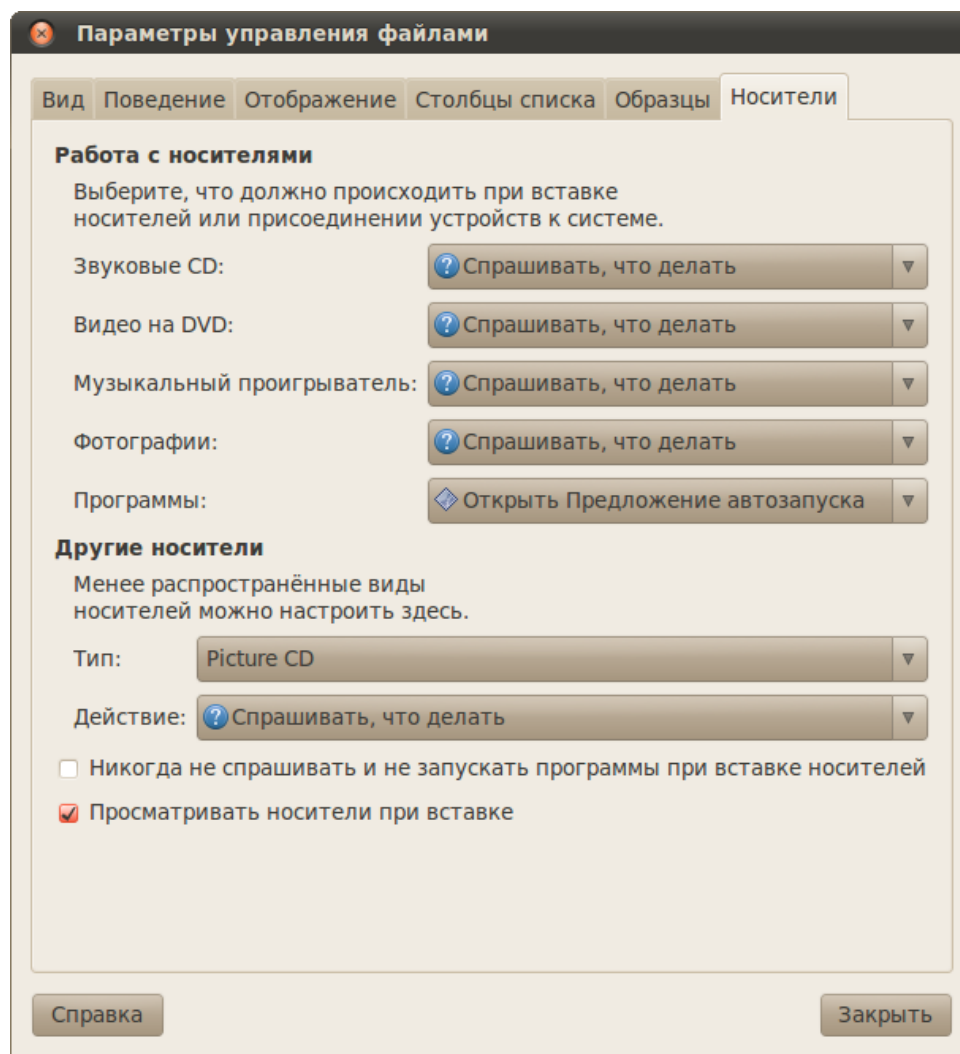 Параметры управления файлами
Вид Поведение Отображение Столбцы списка Образцы Носители
Работа с носителями
Выберите, что должно происходить при вставке
носителей или присоединении устройств к системе.
Звуковые CD: Спрашивать, что делать
Видео на DVD: Спрашивать, что делать
Музыкальный проигрыватель: Спрашивать, что делать
Фотографии: Спрашивать, что делать
Программы: Открыть Предложение автозапуска
Другие носители
Менее распространённые виды
носителей можно настроить здесь.
Тип: Picture CD
Действие: Спрашивать, что делать
Никогда не спрашивать и не запускать программы при вставке носителей
Просматривать носители при вставке
Справка Закрыть